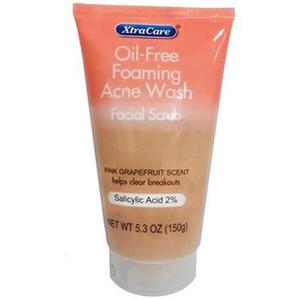 XtraCare®
Oil-Free
Foaming
Acne Wash
Facial Scrub
PINK GRAPEFRUIT SCENT
helps clear breakouts
Salicylic Acid 2%
NET WT 5.3 OZ (150g)